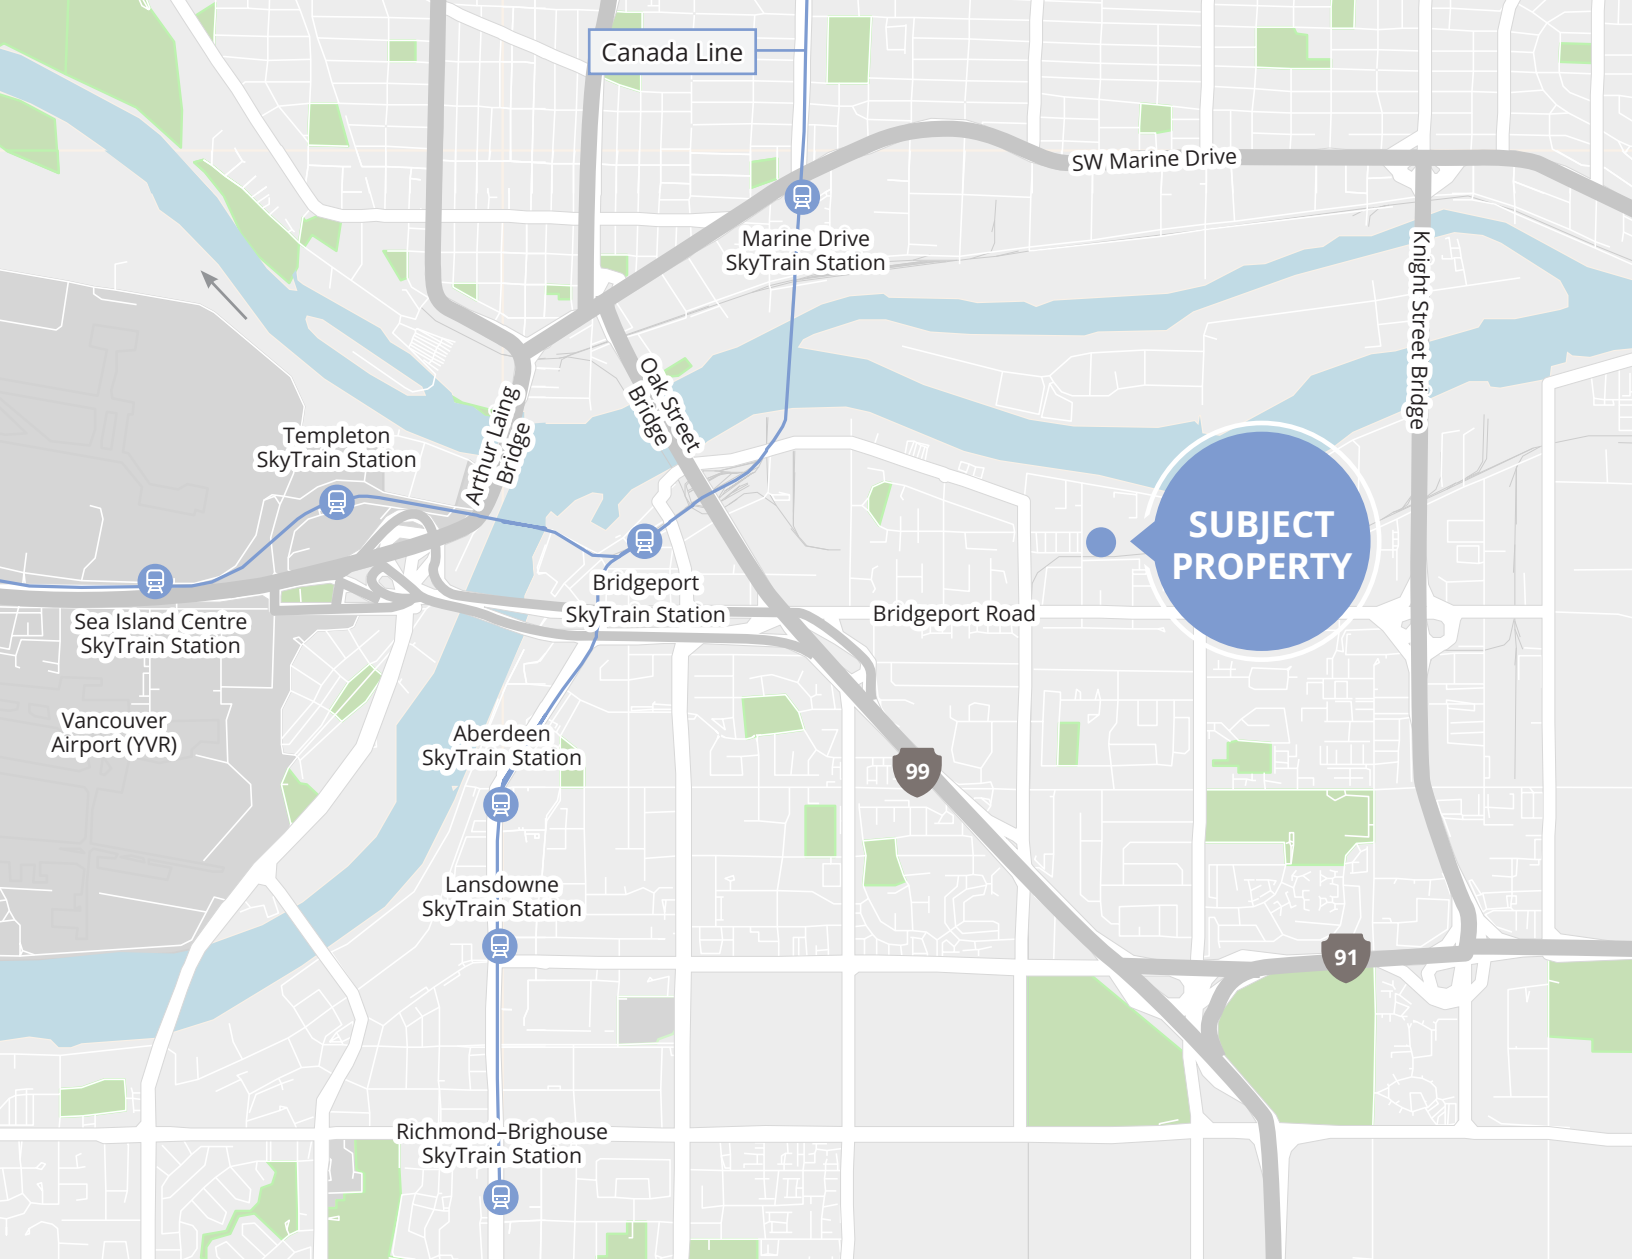 Canada Line
SW Marine Drive
Marine Drive
SkyTrain Station
Knight Street Bridge
Oak Street
Bridge
Arthur Laing
Bridge
Templeton
SkyTrain Station
SUBJECT
PROPERTY
Bridgeport
SkyTrain Station
Bridgeport Road
Sea Island Centre
SkyTrain Station
Vancouver
Airport (YVR)
Aberdeen
SkyTrain Station
99
Lansdowne
SkyTrain Station
91
Richmond–Brighouse
SkyTrain Station